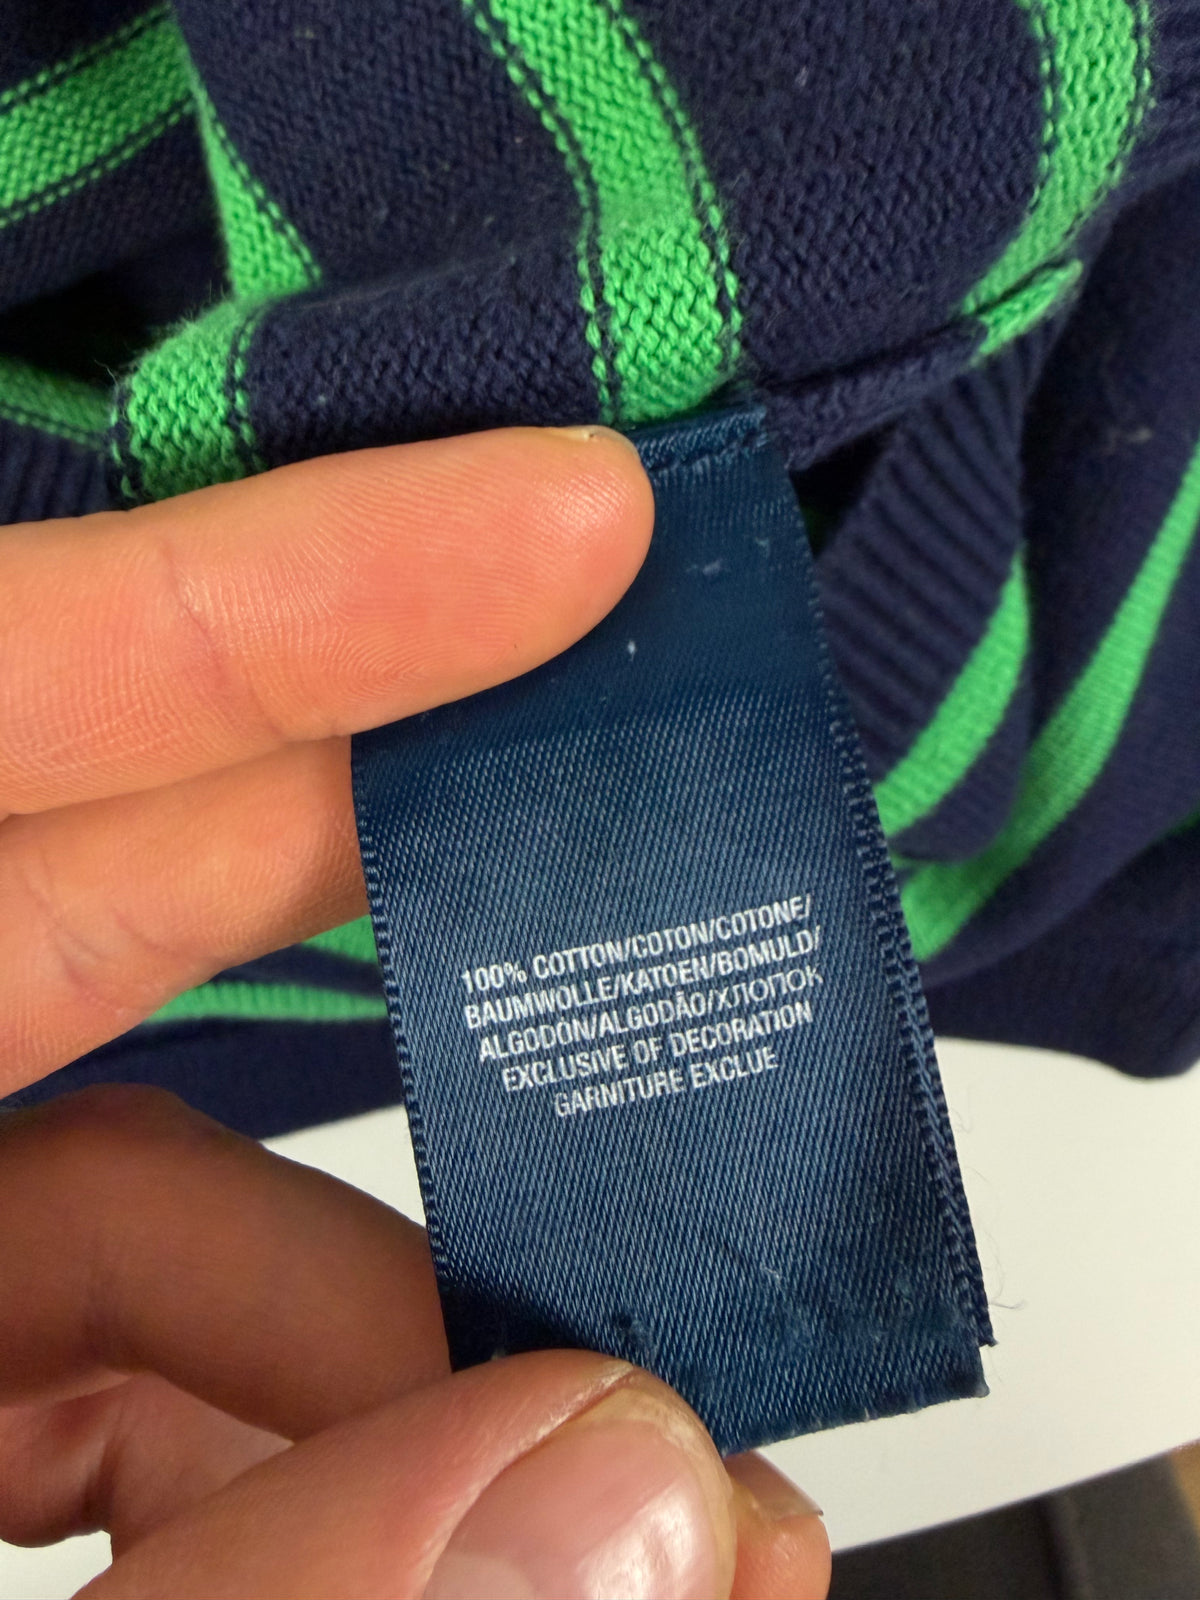 100% COTTON/COTON/COTONE/
BAUMWOLLE/KATOEN/BOMULD/
ALGODON/ALGODÃO/ХЛОПОК
EXCLUSIVE OF DECORATION
GARNITURE EXCLUE